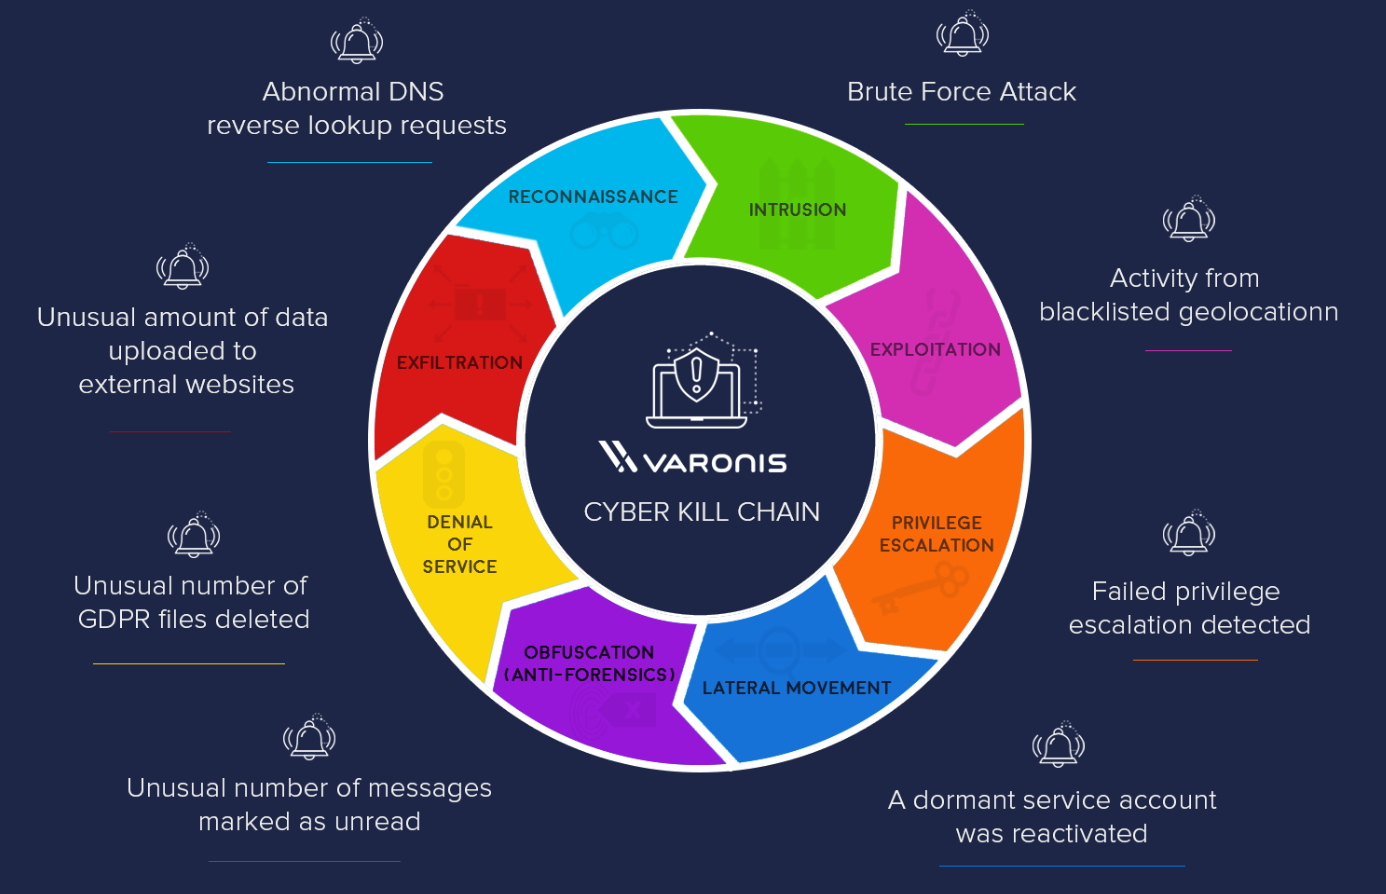 Abnormal DNS
reverse lookup requests
Brute Force Attack
RECONNAISSANCE
INTRUSION
Activity from
blacklisted geolocationn
Unusual amount of data
uploaded to
external websites
EXFILTRATION
EXPLOITATION
VARONIS
CYBER KILL CHAIN
DENIAL
OF
SERVICE
PRIVILEGE
ESCALATION
Unusual number of
GDPR files deleted
Failed privilege
escalation detected
OBFUSCATION
(ANTI-FORENSICS)
LATERAL MOVEMENT
Unusual number of messages
marked as unread
A dormant service account
was reactivated